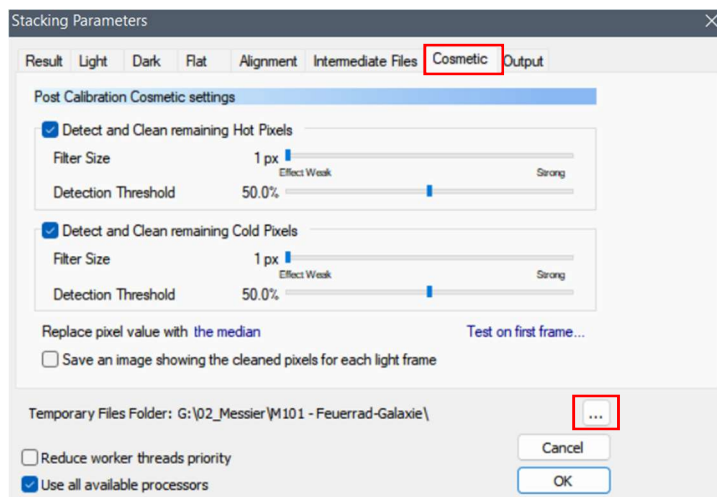 Stacking Parameters
Result Light Dark Flat Alignment Intermediate Files Cosmetic Output
Post Calibration Cosmetic settings
Detect and Clean remaining Hot Pixels
Filter Size 1 px
Effect Weak Strong
Detection Threshold 50.0%
Detect and Clean remaining Cold Pixels
Filter Size 1 px
Effect Weak Strong
Detection Threshold 50.0%
Replace pixel value with the median Test on first frame...
Save an image showing the cleaned pixels for each light frame
Temporary Files Folder: G:\02_Messier\M101 - Feuerrad-Galaxie\ ...
Cancel
Reduce worker threads priority
Use all available processors OK